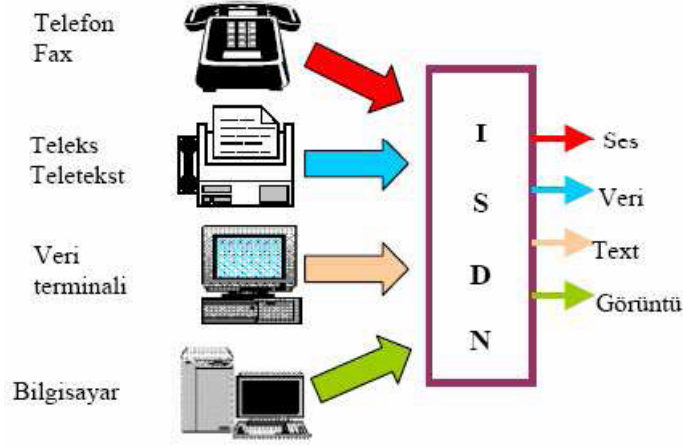 Telefon
Fax
Teleks
Teletekst
Veri
terminali
Bilgisayar
I
S
D
N
Ses
Veri
Text
Görüntü